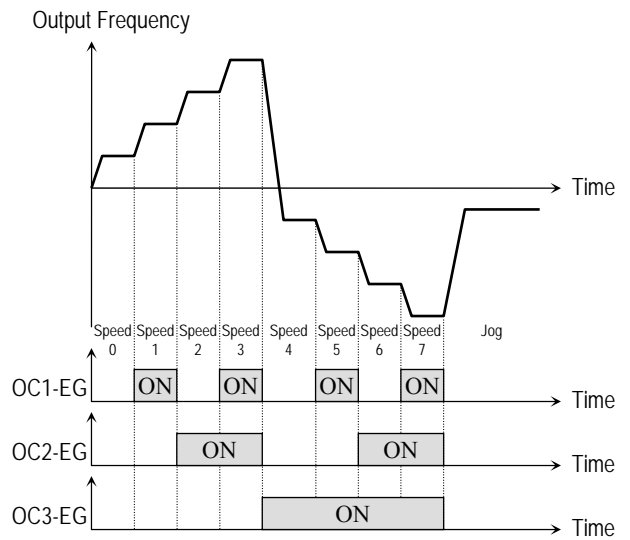 Output Frequency
Time
Speed 0
Speed 1
Speed 2
Speed 3
Speed 4
Speed 5
Speed 6
Speed 7
Jog
OC1-EG
ON
ON
ON
ON
Time
OC2-EG
ON
ON
Time
OC3-EG
ON
Time